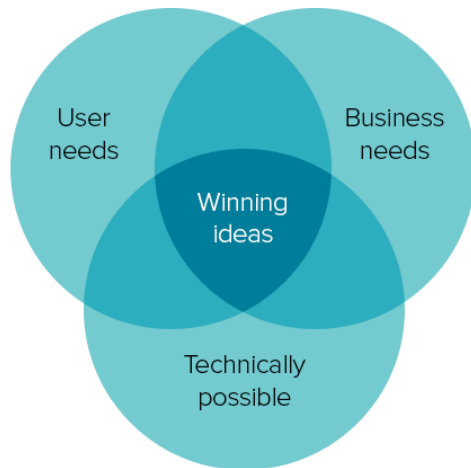 User
needs
Business
needs
Winning
ideas
Technically
possible